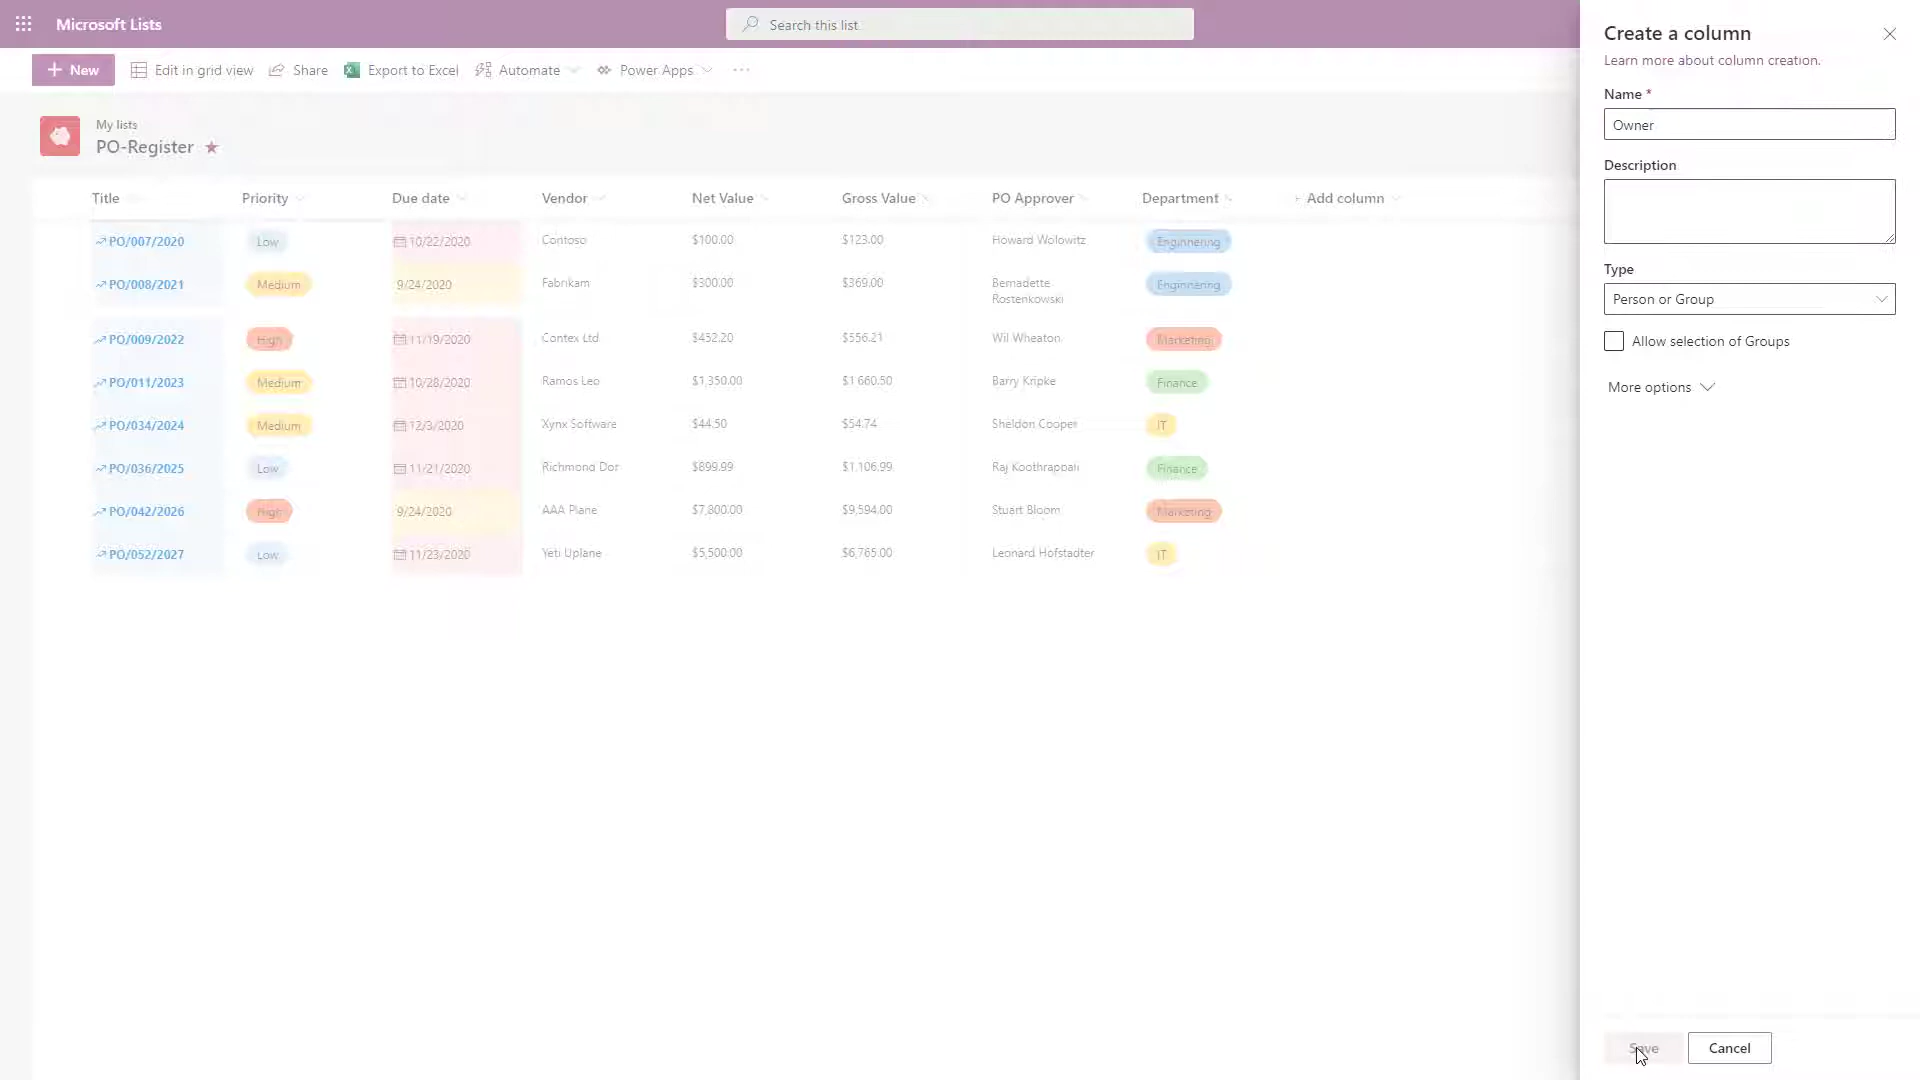 Microsoft Lists
Search this list
New
Edit in grid view
Share
Export to Excel
Automate
Power Apps
My lists
PO-Register
Title Priority Due date Vendor Net Value Gross Value PO Approver Department + Add column
PO/007/2020 Low 10/22/2020 Contoso $100.00 $123.00 Howard Wolowitz Enginnering
PO/008/2021 Medium 9/24/2020 Fabrikam $300.00 $369.00 Bernadette Rostenkowski Enginnering
PO/009/2022 High 11/19/2020 Contex Ltd $452.20 $556.21 Wil Wheaton Marketing
PO/011/2023 Medium 10/28/2020 Ramos Leo $1,350.00 $1 660.50 Barry Kripke Finance
PO/034/2024 Medium 12/3/2020 Xynx Software $44.50 $54.74 Sheldon Cooper IT
PO/036/2025 Low 11/21/2020 Richmond Dor $899.99 $1,106.99 Raj Koothrappali Finance
PO/042/2026 High 9/24/2020 AAA Plane $7,800.00 $9,594.00 Stuart Bloom Marketing
PO/052/2027 Low 11/23/2020 Yeti Uplane $5,500.00 $6,765.00 Leonard Hofstadter IT
Create a column
Learn more about column creation.
Name *
Owner
Description
Type
Person or Group
Allow selection of Groups
More options
Save Cancel